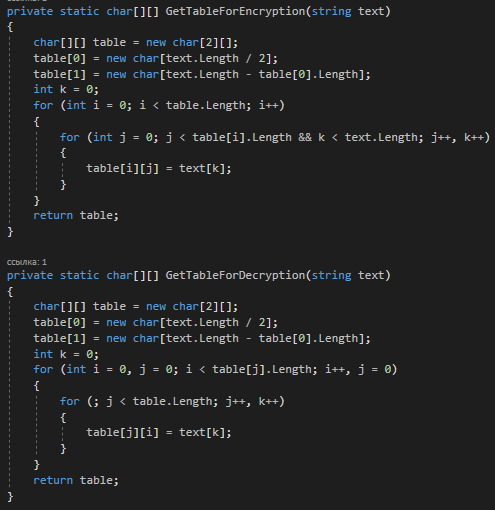 private static char[][] GetTableForEncryption(string text)
{
char[][] table = new char[2][];
table[0] = new char[text.Length / 2];
table[1] = new char[text.Length - table[0].Length];
int k = 0;
for (int i = 0; i < table.Length; i++)
{
for (int j = 0; j < table[i].Length && k < text.Length; j++, k++)
{
table[i][j] = text[k];
}
}
return table;
}
ссылка: 1
private static char[][] GetTableForDecryption(string text)
{
char[][] table = new char[2][];
table[0] = new char[text.Length / 2];
table[1] = new char[text.Length - table[0].Length];
int k = 0;
for (int i = 0, j = 0; i < table[j].Length; i++, j = 0)
{
for (; j < table.Length; j++, k++)
{
table[j][i] = text[k];
}
}
return table;
}